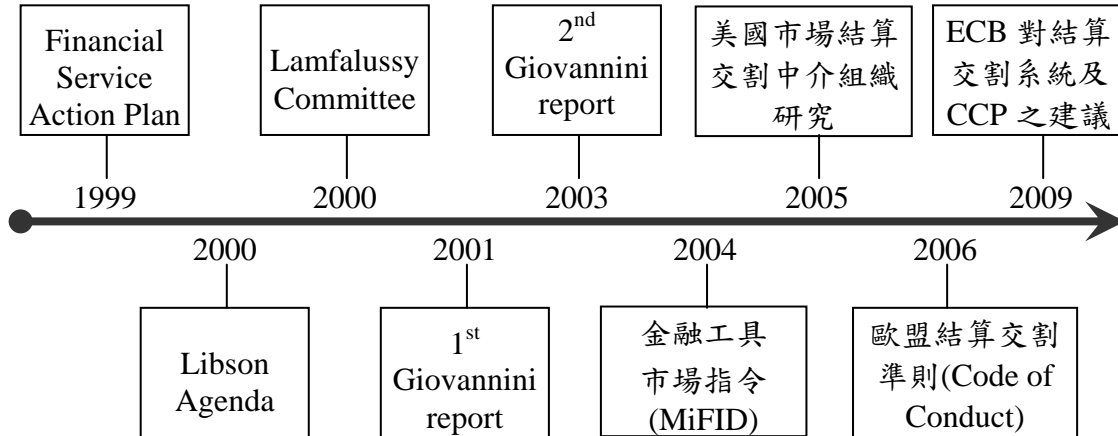 Financial
Service
Action Plan
Lamfalussy
Committee
2nd
Giovannini
report
美國市場結算
交割中介組織
研究
ECB 對結算
交割系統及
CCP 之建議
1999
2000
2003
2005
2009
2000
2001
2004
2006
Libson
Agenda
1st
Giovannini
report
金融工具
市場指令
(MiFID)
歐盟結算交割
準則(Code of
Conduct)